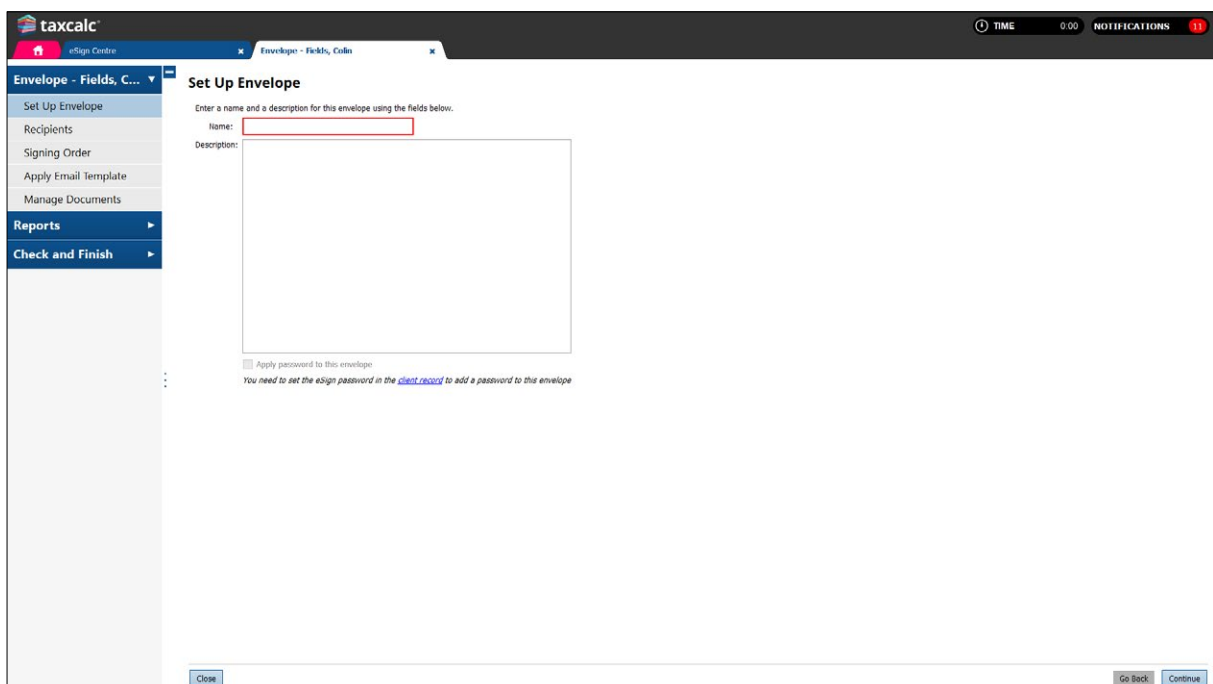 taxcalc
TIME 0:00 NOTIFICATIONS 11
eSign Centre x Envelope - Fields, Colin x
Envelope - Fields, C... ▼
Set Up Envelope
Recipients
Signing Order
Apply Email Template
Manage Documents
Reports ►
Check and Finish ►
Set Up Envelope
Enter a name and a description for this envelope using the fields below.
Name:
Description:
Apply password to this envelope
You need to set the eSign password in the client record to add a password to this envelope
Close
Go Back Continue